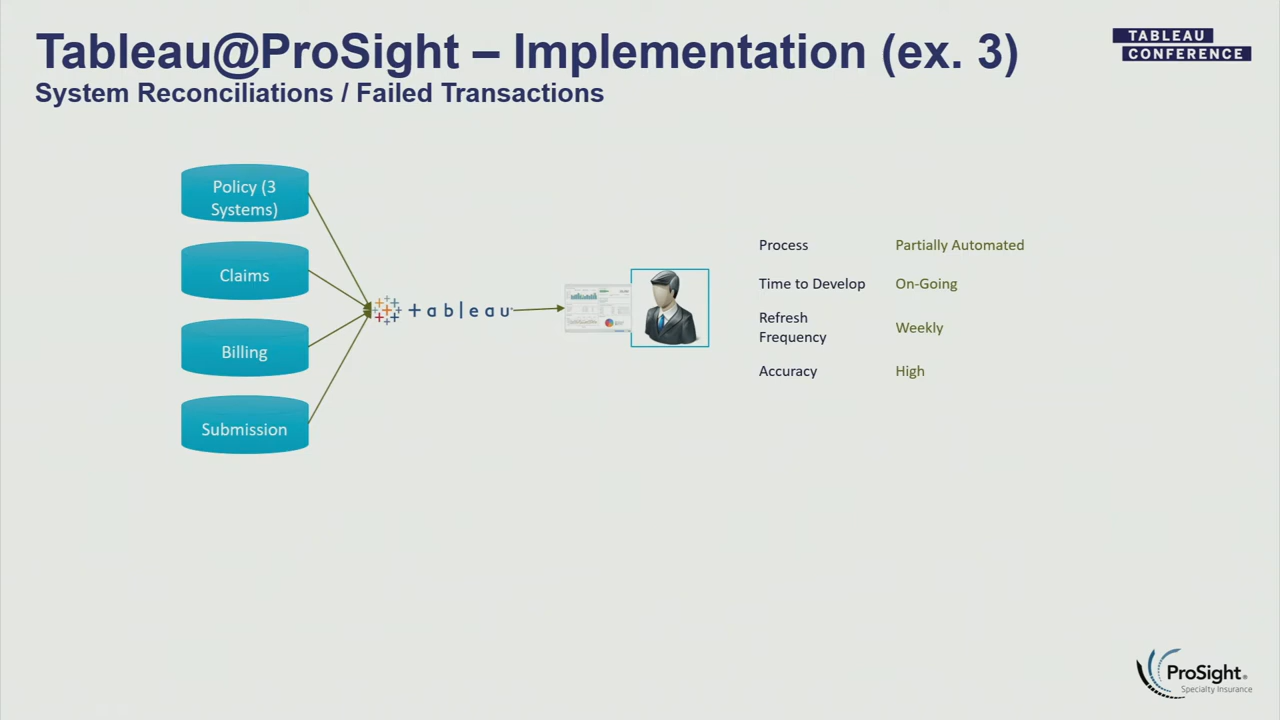 Tableau@ProSight – Implementation (ex. 3)
System Reconciliations / Failed Transactions
TABLEAU
CONFERENCE
Policy (3
Systems)
Claims
Billing
Submission
+ableau
Process Partially Automated
Time to Develop On-Going
Refresh
Frequency
Weekly
Accuracy High
ProSight®
Specialty Insurance